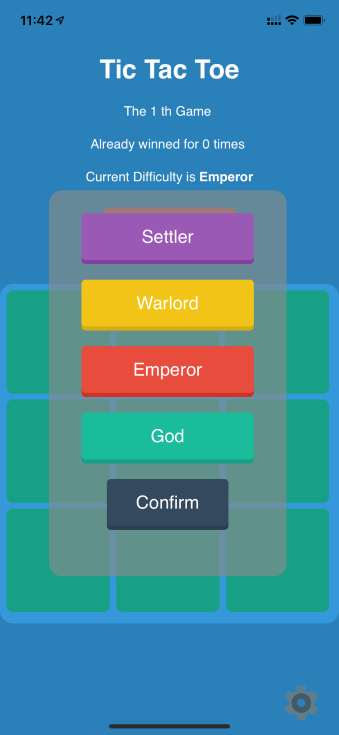 11:42
Tic Tac Toe
The 1 th Game
Already winned for 0 times
Current Difficulty is Emperor
Settler
Warlord
Emperor
God
Confirm